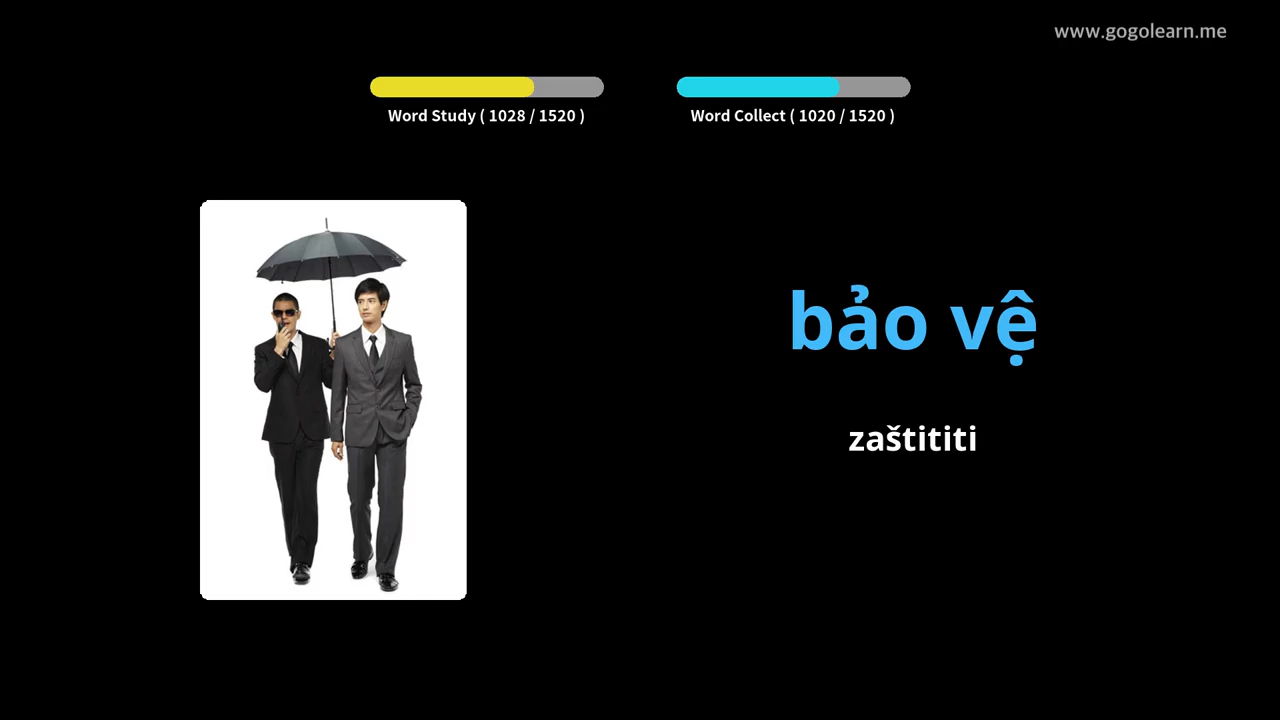 www.gogolearn.me
Word Study ( 1028 / 1520 )
Word Collect ( 1020 / 1520 )
bảo vệ
zaštititi